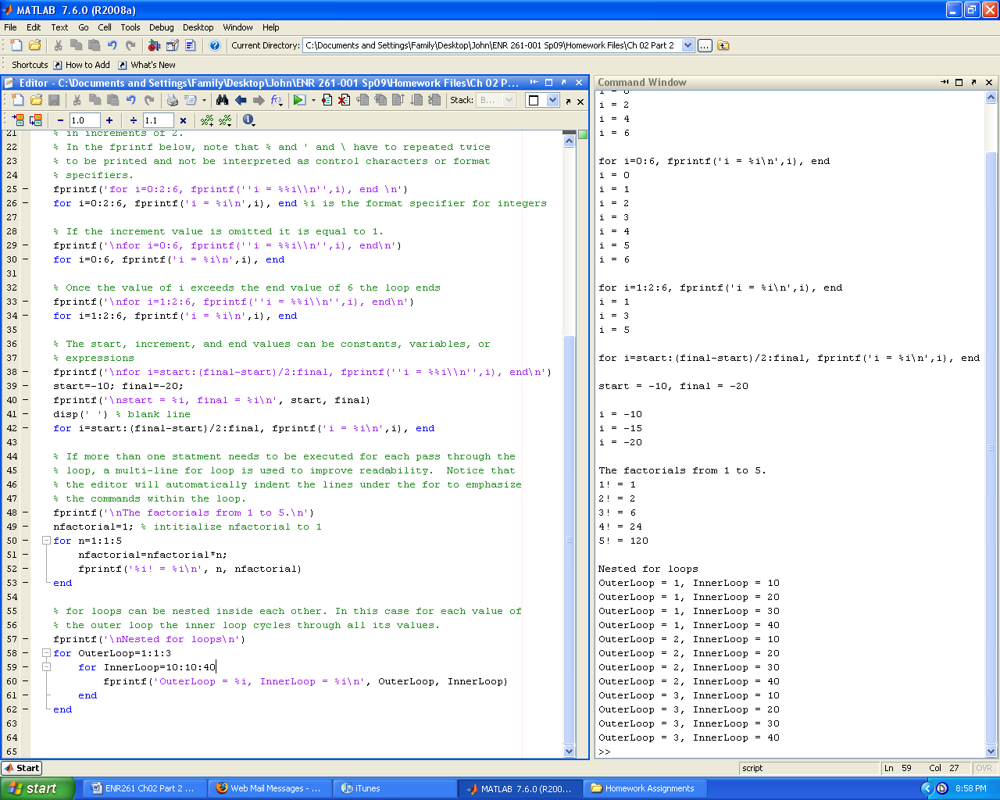 MATLAB  7.6.0 (R2008a)
File Edit Text Go Cell Tools Debug Desktop Window Help
Current Directory: C:\Documents and Settings\Family\Desktop\John\ENR 261-001 Sp09\Homework Files\Ch 02 Part 2
Shortcuts How to Add What's New
Editor - C:\Documents and Settings\Family\Desktop\John\ENR 261-001 Sp09\Homework Files\Ch 02 P...
Stack: B...
1.0 1.1
21 % in increments of 2.
22 % In the fprintf below, note that % and ' and \ have to repeated twice
23 % to be printed and not be interpreted as control characters or format
24 % specifiers.
25 fprintf('for i=0:2:6, fprintf(''i = %%i\\n'',i), end \n')
26 for i=0:2:6, fprintf('i = %i\n',i), end %i is the format specifier for integers
27
28 % If the increment value is omitted it is equal to 1.
29 fprintf('\nfor i=0:6, fprintf(''i = %%i\\n'',i), end\n')
30 for i=0:6, fprintf('i = %i\n',i), end
31
32 % Once the value of i exceeds the end value of 6 the loop ends
33 fprintf('\nfor i=1:2:6, fprintf(''i = %%i\\n'',i), end\n')
34 for i=1:2:6, fprintf('i = %i\n',i), end
35
36 % The start, increment, and end values can be constants, variables, or
37 % expressions
38 fprintf('\nfor i=start:(final-start)/2:final, fprintf(''i = %%i\\n'',i), end\n')
39 start=-10; final=-20;
40 fprintf('\nstart = %i, final = %i\n', start, final)
41 disp(' ') % blank line
42 for i=start:(final-start)/2:final, fprintf('i = %i\n',i), end
43
44 % If more than one statment needs to be executed for each pass through the
45 % loop, a multi-line for loop is used to improve readability.  Notice that
46 % the editor will automatically indent the lines under the for to emphasize
47 % the commands within the loop.
48 fprintf('\nThe factorials from 1 to 5.\n')
49 nfactorial=1; % intitialize nfactorial to 1
50 for n=1:1:5
51 nfactorial=nfactorial*n;
52 fprintf('%i! = %i\n', n, nfactorial)
53 end
54
55 % for loops can be nested inside each other. In this case for each value of
56 % the outer loop the inner loop cycles through all its values.
57 fprintf('\nNested for loops\n')
58 for OuterLoop=1:1:3
59 for InnerLoop=10:10:40
60 fprintf('OuterLoop = %i, InnerLoop = %i\n', OuterLoop, InnerLoop)
61 end
62 end
63
64
65
Command Window
i = 0
i = 2
i = 4
i = 6
for i=0:6, fprintf('i = %i\n',i), end
i = 0
i = 1
i = 2
i = 3
i = 4
i = 5
i = 6
for i=1:2:6, fprintf('i = %i\n',i), end
i = 1
i = 3
i = 5
for i=start:(final-start)/2:final, fprintf('i = %i\n',i), end
start = -10, final = -20
i = -10
i = -15
i = -20
The factorials from 1 to 5.
1! = 1
2! = 2
3! = 6
4! = 24
5! = 120
Nested for loops
OuterLoop = 1, InnerLoop = 10
OuterLoop = 1, InnerLoop = 20
OuterLoop = 1, InnerLoop = 30
OuterLoop = 1, InnerLoop = 40
OuterLoop = 2, InnerLoop = 10
OuterLoop = 2, InnerLoop = 20
OuterLoop = 2, InnerLoop = 30
OuterLoop = 2, InnerLoop = 40
OuterLoop = 3, InnerLoop = 10
OuterLoop = 3, InnerLoop = 20
OuterLoop = 3, InnerLoop = 30
OuterLoop = 3, InnerLoop = 40
>>
Start script Ln 59 Col 27 OVR
start ENR261 Ch02 Part 2 ... Web Mail Messages - ... iTunes MATLAB  7.6.0 (R200... Homework Assignments 8:58 PM